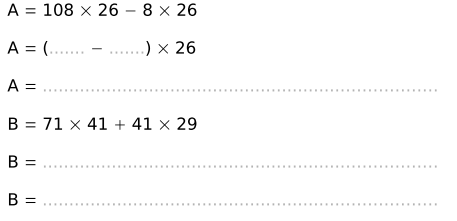 A = 108 × 26 − 8 × 26
A = (....... − .......) × 26
A = ...............................................................................
B = 71 × 41 + 41 × 29
B = ...............................................................................
B = ...............................................................................